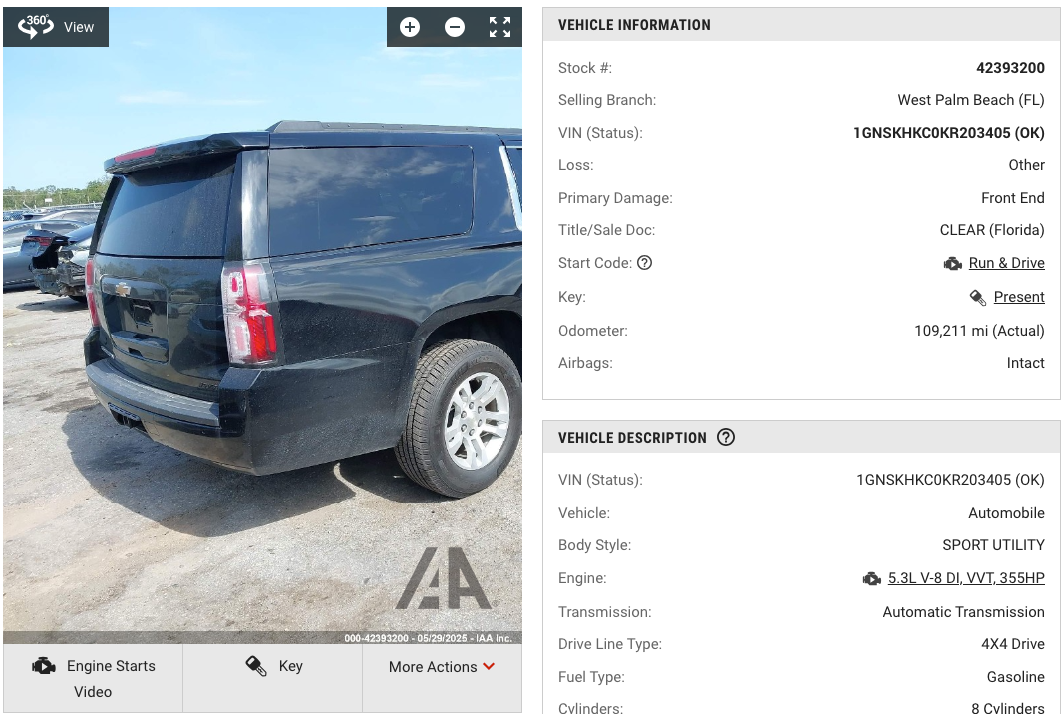 360°
View
VEHICLE INFORMATION
Stock #: 42393200
Selling Branch: West Palm Beach (FL)
VIN (Status): 1GNSKHKC0KR203405 (OK)
Loss: Other
Primary Damage: Front End
Title/Sale Doc: CLEAR (Florida)
Start Code: ? Run & Drive
Key: Present
Odometer: 109,211 mi (Actual)
Airbags: Intact
VEHICLE DESCRIPTION ?
VIN (Status): 1GNSKHKC0KR203405 (OK)
Vehicle: Automobile
Body Style: SPORT UTILITY
Engine: 5.3L V-8 DI, VVT, 355HP
Transmission: Automatic Transmission
Drive Line Type: 4X4 Drive
Fuel Type: Gasoline
Cylinders: 8 Cylinders
IAA
000-42393200 - 05/29/2025 - IAA Inc.
Engine Starts
Video
Key
More Actions